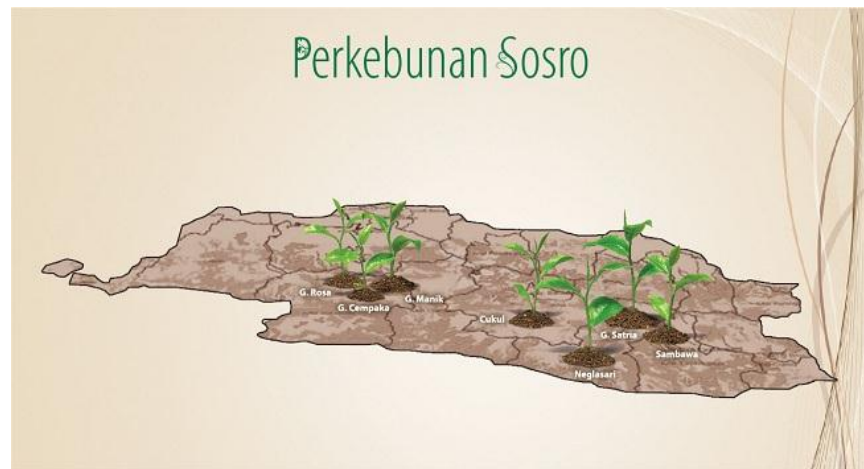 Perkebunan Sosro
G. Rosa
G. Manik
G. Cempaka
Cukul
G. Satria
Sambawa
Neglasari